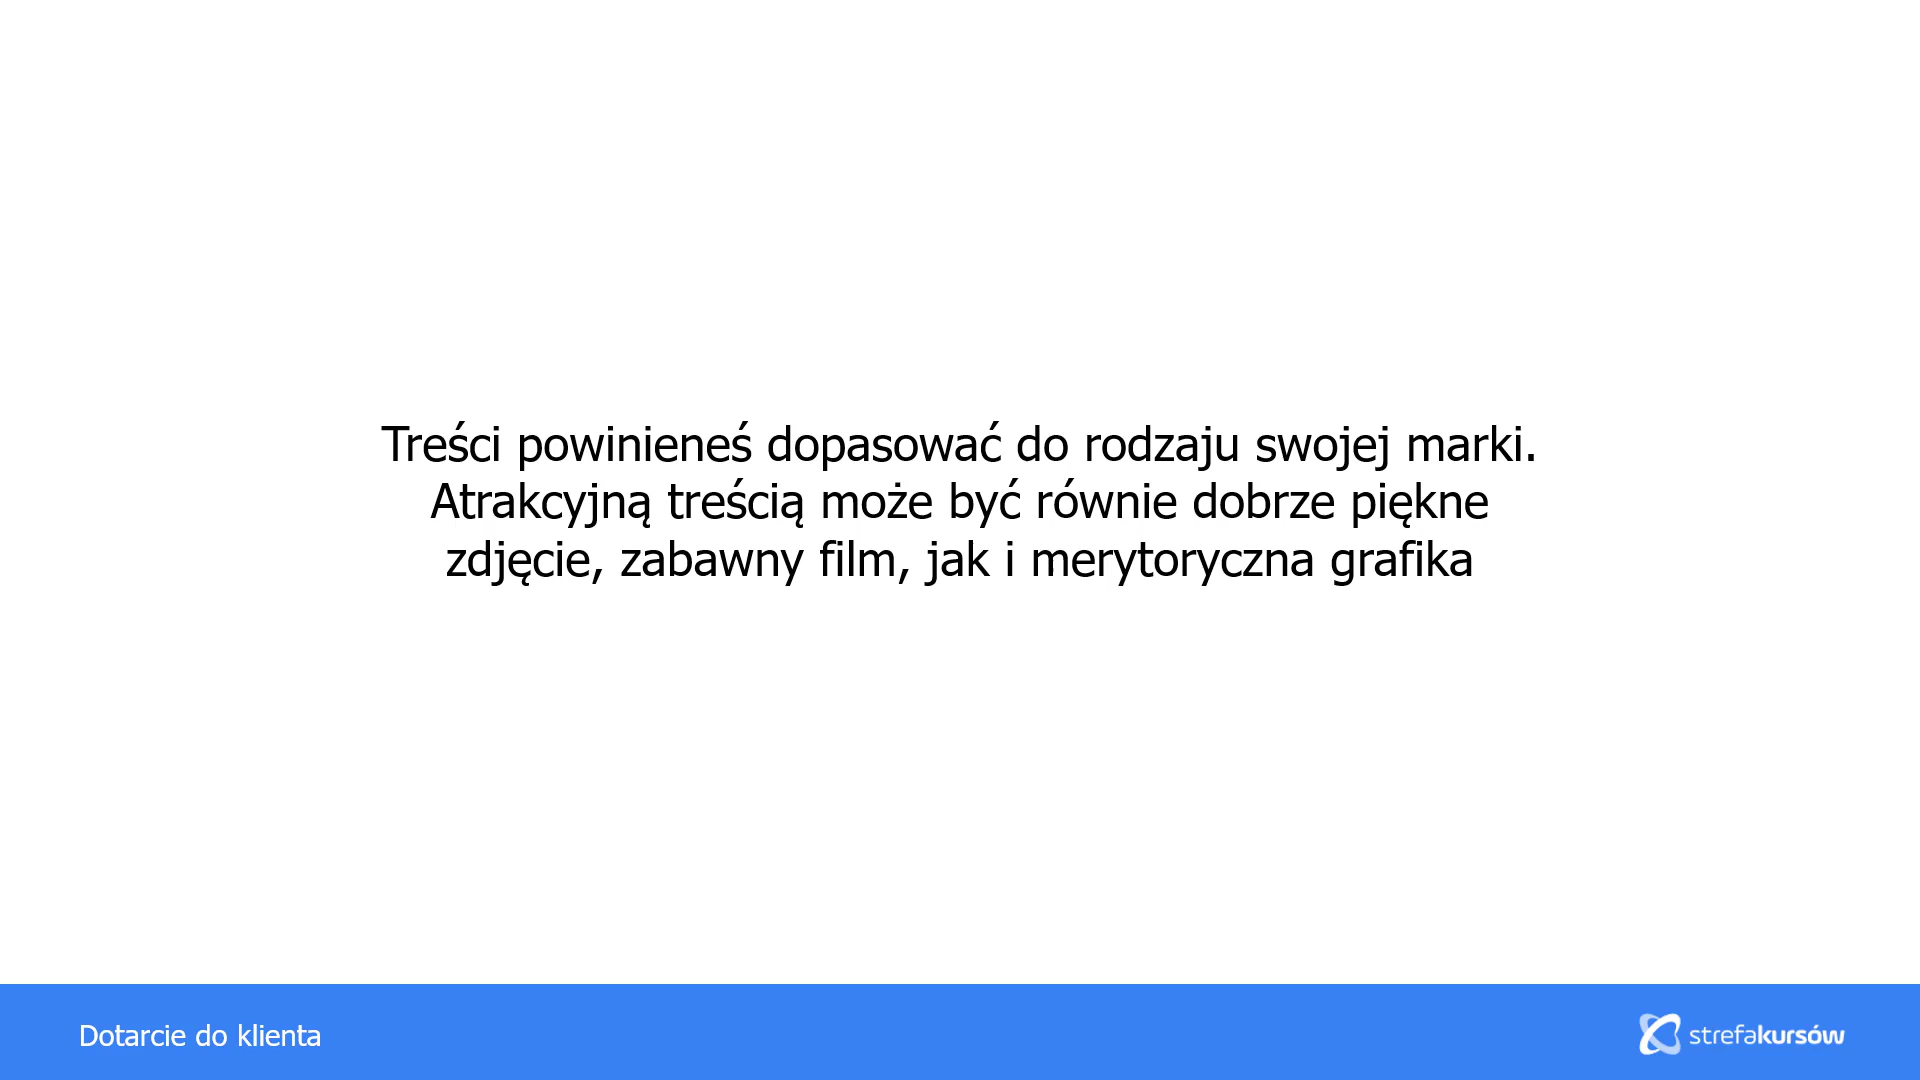 Treści powinieneś dopasować do rodzaju swojej marki.
Atrakcyjną treścią może być równie dobrze piękne
zdjęcie, zabawny film, jak i merytoryczna grafika
Dotarcie do klienta
strefakursów